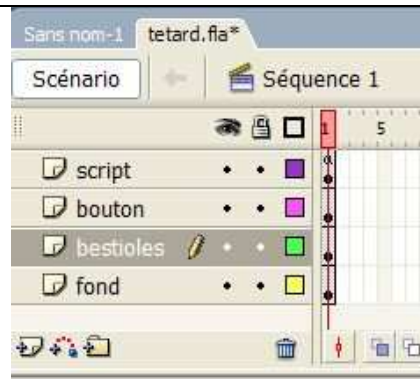 Sans nom-1 tetard.fla*
Scénario Séquence 1
1 5
script
a
bouton
bestioles
fond